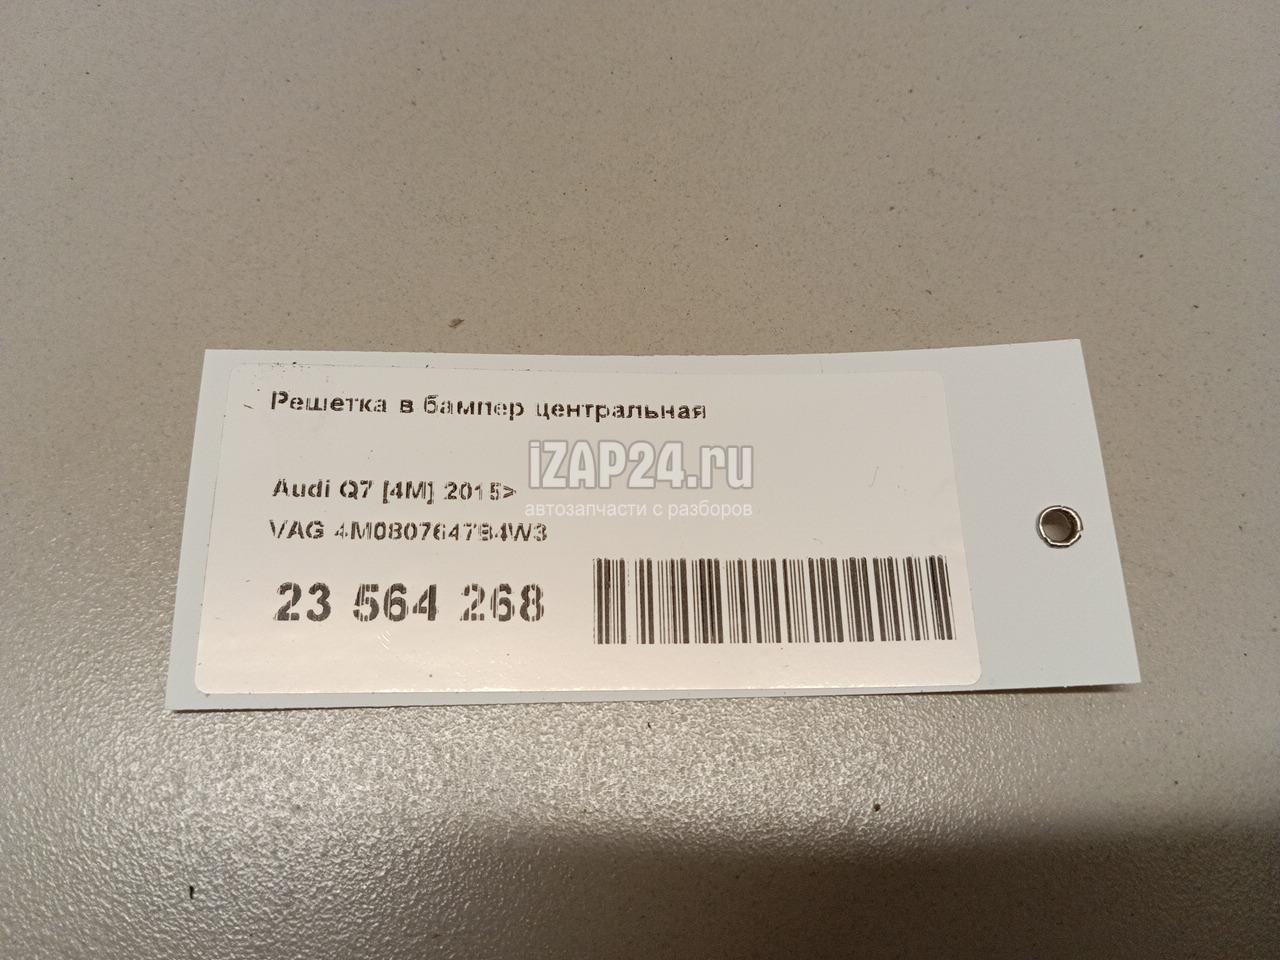 Решетка в бампер центральная
iZAP24.ru
Audi Q7 [4M] 2015>
автозапчасти с разборов
VAG 4M0807647B4W3
23 564 268